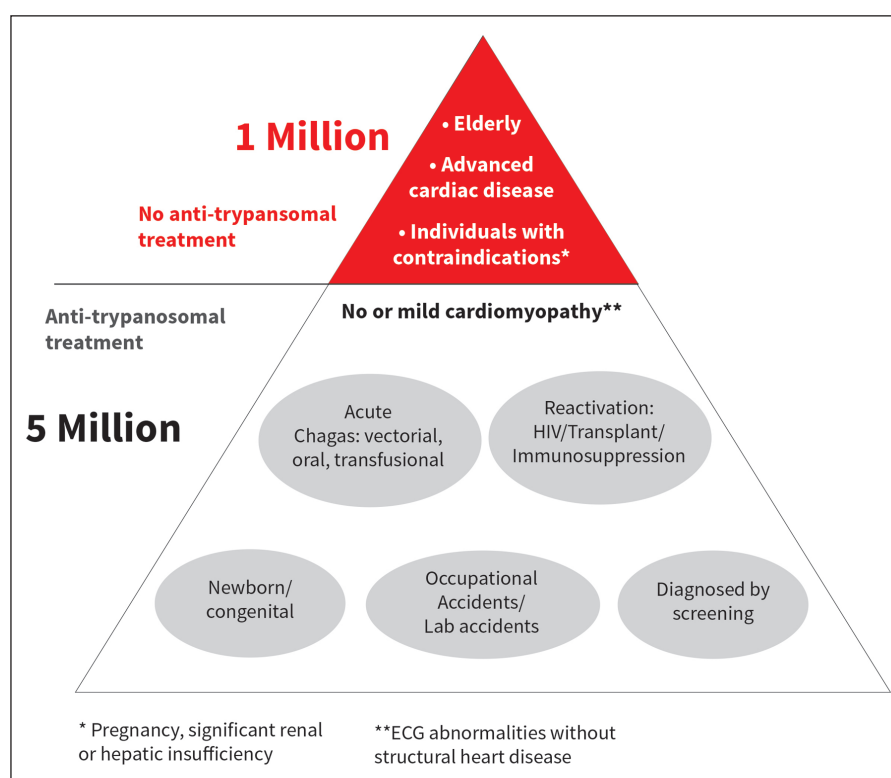 1 Million
• Elderly
• Advanced
cardiac disease
• Individuals with
contraindications*
No anti-trypansomal
treatment
Anti-trypanosomal
treatment
No or mild cardiomyopathy**
5 Million
Acute
Chagas: vectorial,
oral, transfusional
Reactivation:
HIV/Transplant/
Immunosuppression
Newborn/
congenital
Occupational
Accidents/
Lab accidents
Diagnosed by
screening
* Pregnancy, significant renal
or hepatic insufficiency
**ECG abnormalities without
structural heart disease